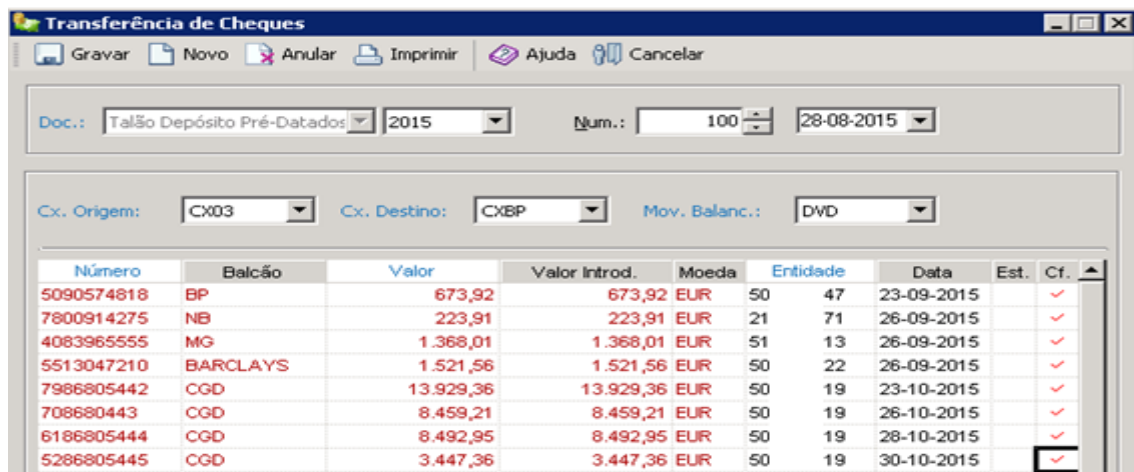 Transferência de Cheques
Gravar Novo Anular Imprimir Ajuda Cancelar
Doc.: Talão Depósito Pré-Datados 2015 Num.: 100 28-08-2015
Cx. Origem: CX03 Cx. Destino: CXBP Mov. Balanc.: DVD
Número Balcão Valor Valor Introd. Moeda Entidade Data Est. Cf.
5090574818 BP 673,92 673,92 EUR 50 47 23-09-2015
7800914275 NB 223,91 223,91 EUR 21 71 26-09-2015
4083965555 MG 1.368,01 1.368,01 EUR 51 13 26-09-2015
5513047210 BARCLAYS 1.521,56 1.521,56 EUR 50 22 26-09-2015
7986805442 CGD 13.929,36 13.929,36 EUR 50 19 23-10-2015
708680443 CGD 8.459,21 8.459,21 EUR 50 19 26-10-2015
6186805444 CGD 8.492,95 8.492,95 EUR 50 19 28-10-2015
5286805445 CGD 3.447,36 3.447,36 EUR 50 19 30-10-2015